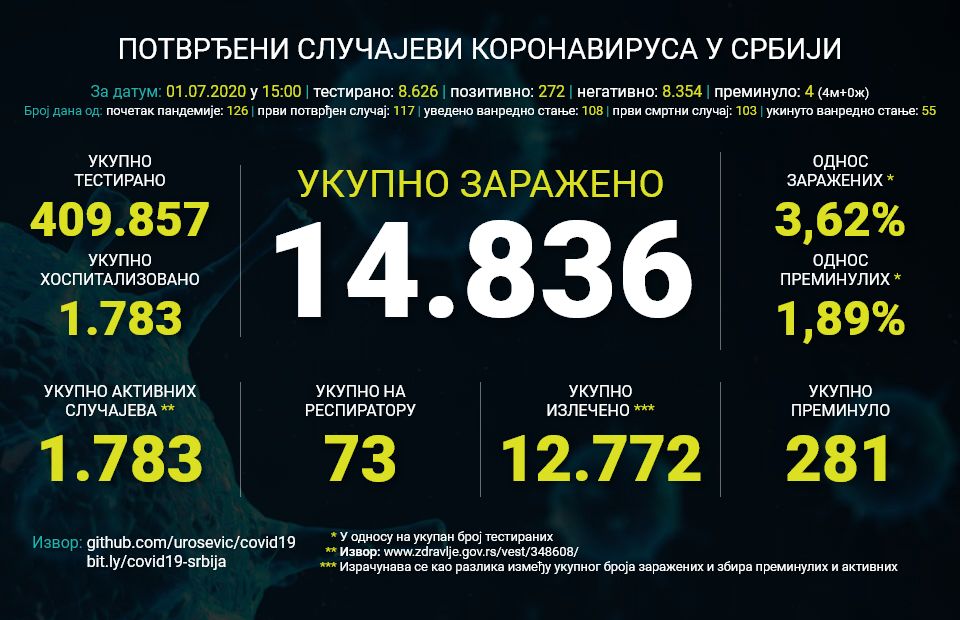 ПОТВРЂЕНИ СЛУЧАЈЕВИ КОРОНАВИРУСА У СРБИЈИ
За датум: 01.07.2020 у 15:00 | тестирано: 8.626 | позитивно: 272 | негативно: 8.354 | преминуло: 4 (4м+0ж)
Број дана од: почетак пандемије: 126 | први потврђен случај: 117 | уведено ванредно стање: 108 | први смртни случај: 103 | укинуто ванредно стање: 55
УКУПНО
ТЕСТИРАНО
409.857
УКУПНО
ХОСПИТАЛИЗОВАНО
1.783
УКУПНО ЗАРАЖЕНО
14.836
ОДНОС
ЗАРАЖЕНИХ *
3,62%
ОДНОС
ПРЕМИНУЛИХ *
1,89%
УКУПНО АКТИВНИХ
СЛУЧАЈЕВА **
1.783
УКУПНО НА
РЕСПИРАТОРУ
73
УКУПНО
ИЗЛЕЧЕНО ***
12.772
УКУПНО
ПРЕМИНУЛО
281
Извор: github.com/urosevic/covid19
bit.ly/covid19-srbija
* У односу на укупан број тестираних
** Извор: www.zdravlje.gov.rs/vest/348608/
*** Израчунава се као разлика између укупног броја заражених и збира преминулих и активних